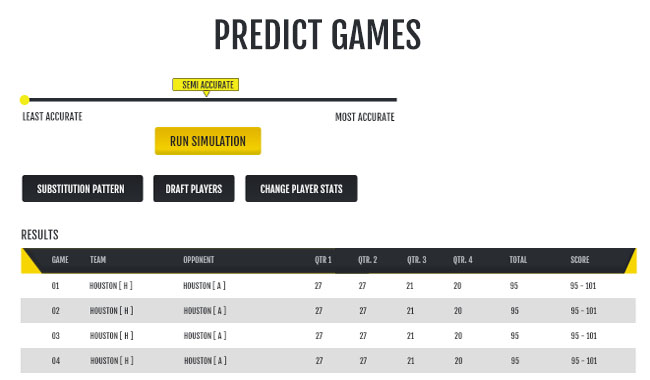 PREDICT GAMES
SEMI ACCURATE
LEAST ACCURATE MOST ACCURATE
RUN SIMULATION
SUBSTITUTION PATTERN DRAFT PLAYERS CHANGE PLAYER STATS
RESULTS
GAME TEAM OPPONENT QTR 1 QTR. 2 QTR. 3 QTR. 4 TOTAL SCORE
01 HOUSTON [ H ] HOUSTON [ A ] 27 27 21 20 95 95 - 101
02 HOUSTON [ H ] HOUSTON [ A ] 27 27 21 20 95 95 - 101
03 HOUSTON [ H ] HOUSTON [ A ] 27 27 21 20 95 95 - 101
04 HOUSTON [ H ] HOUSTON [ A ] 27 27 21 20 95 95 - 101